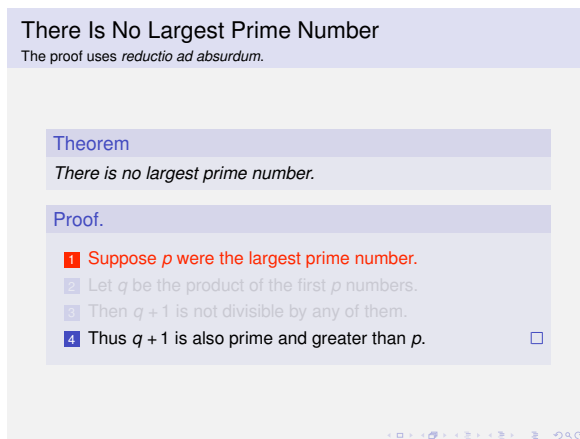 There Is No Largest Prime Number
The proof uses reductio ad absurdum.
Theorem
There is no largest prime number.
Proof.
1 Suppose p were the largest prime number.
2 Let q be the product of the first p numbers.
3 Then q + 1 is not divisible by any of them.
4 Thus q + 1 is also prime and greater than p.